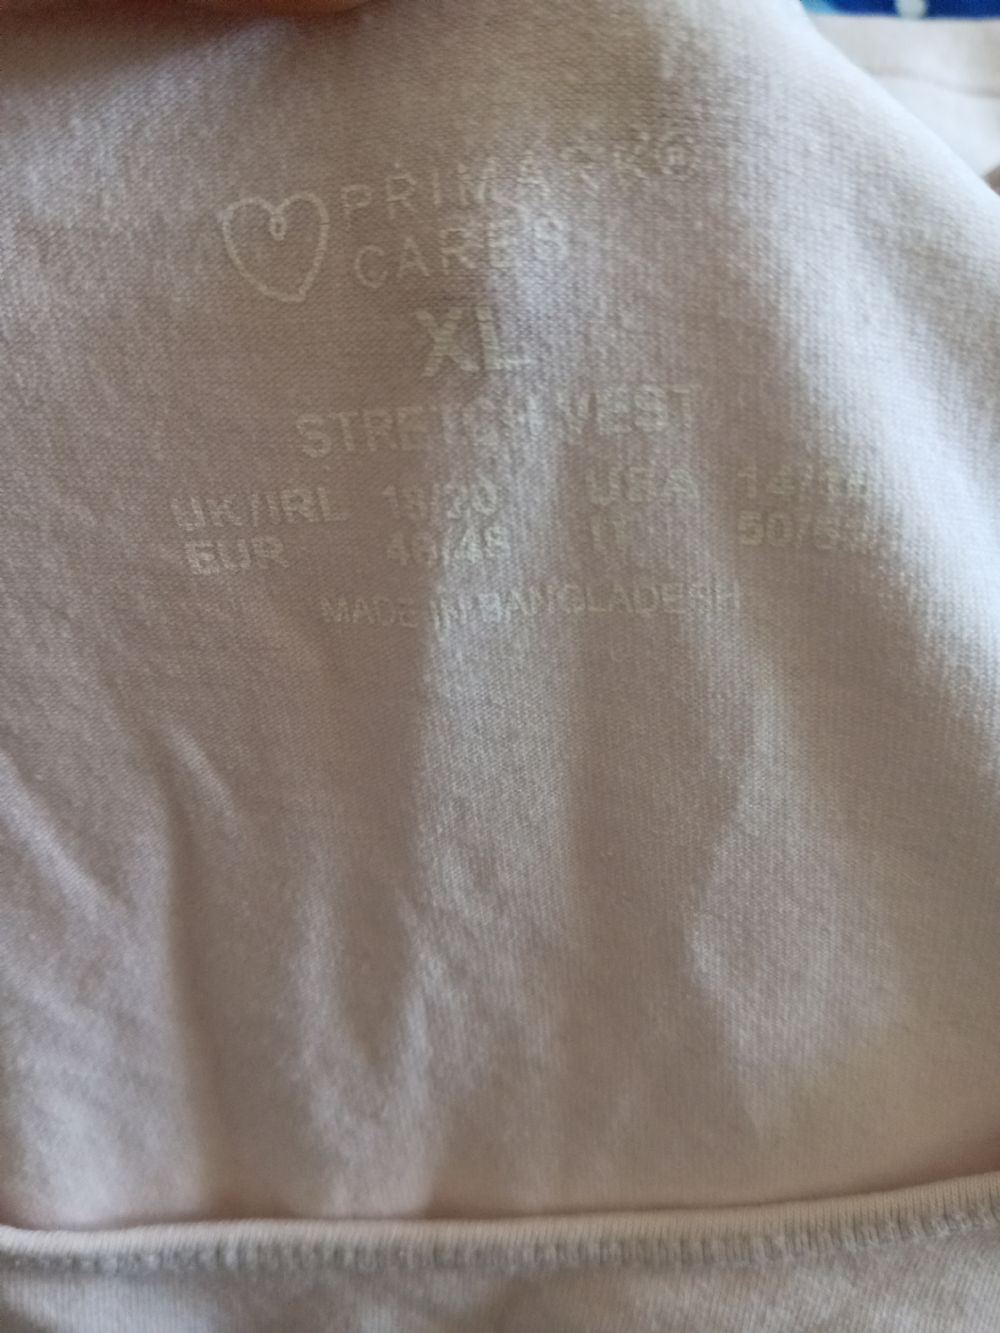 PRIMARK®
CARES
XL
STRETCH VEST
UK/IRL 18/20 USA 14/16
EUR 46/48 IT 50/52
MADE IN BANGLADESH